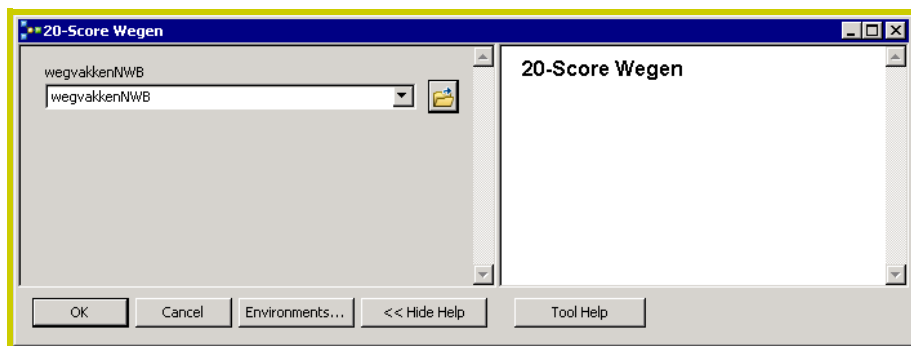 20-Score Wegen
wegvakkenNWB
wegvakkenNWB
20-Score Wegen
OK Cancel Environments... << Hide Help Tool Help